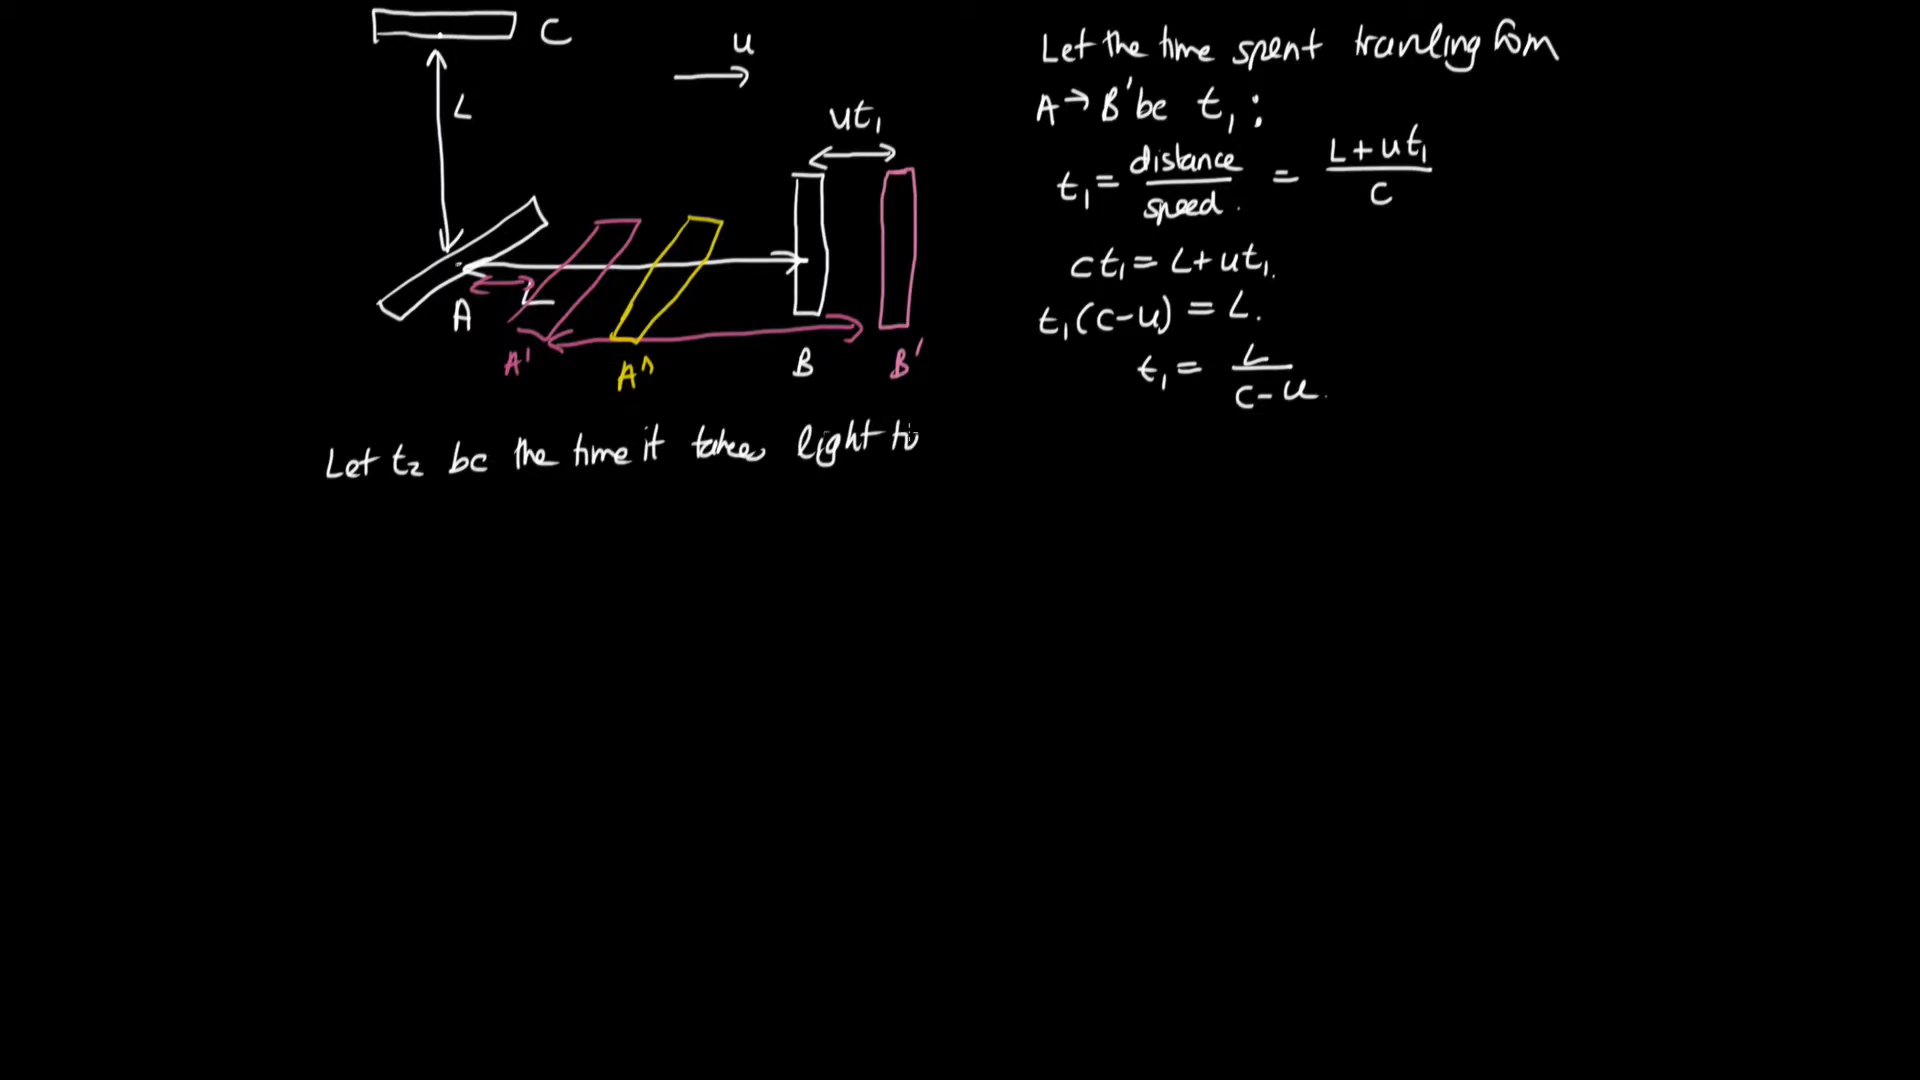 C
u
L
ut₁
L
A
A'
A"
B
B'
Let t₂ be the time it takes light to
Let the time spent traveling from
A → B' be t₁ :
t₁ = distance / speed . = L + ut₁ / C
ct₁ = L + ut₁.
t₁(c-u) = L.
t₁ = L / c-u.